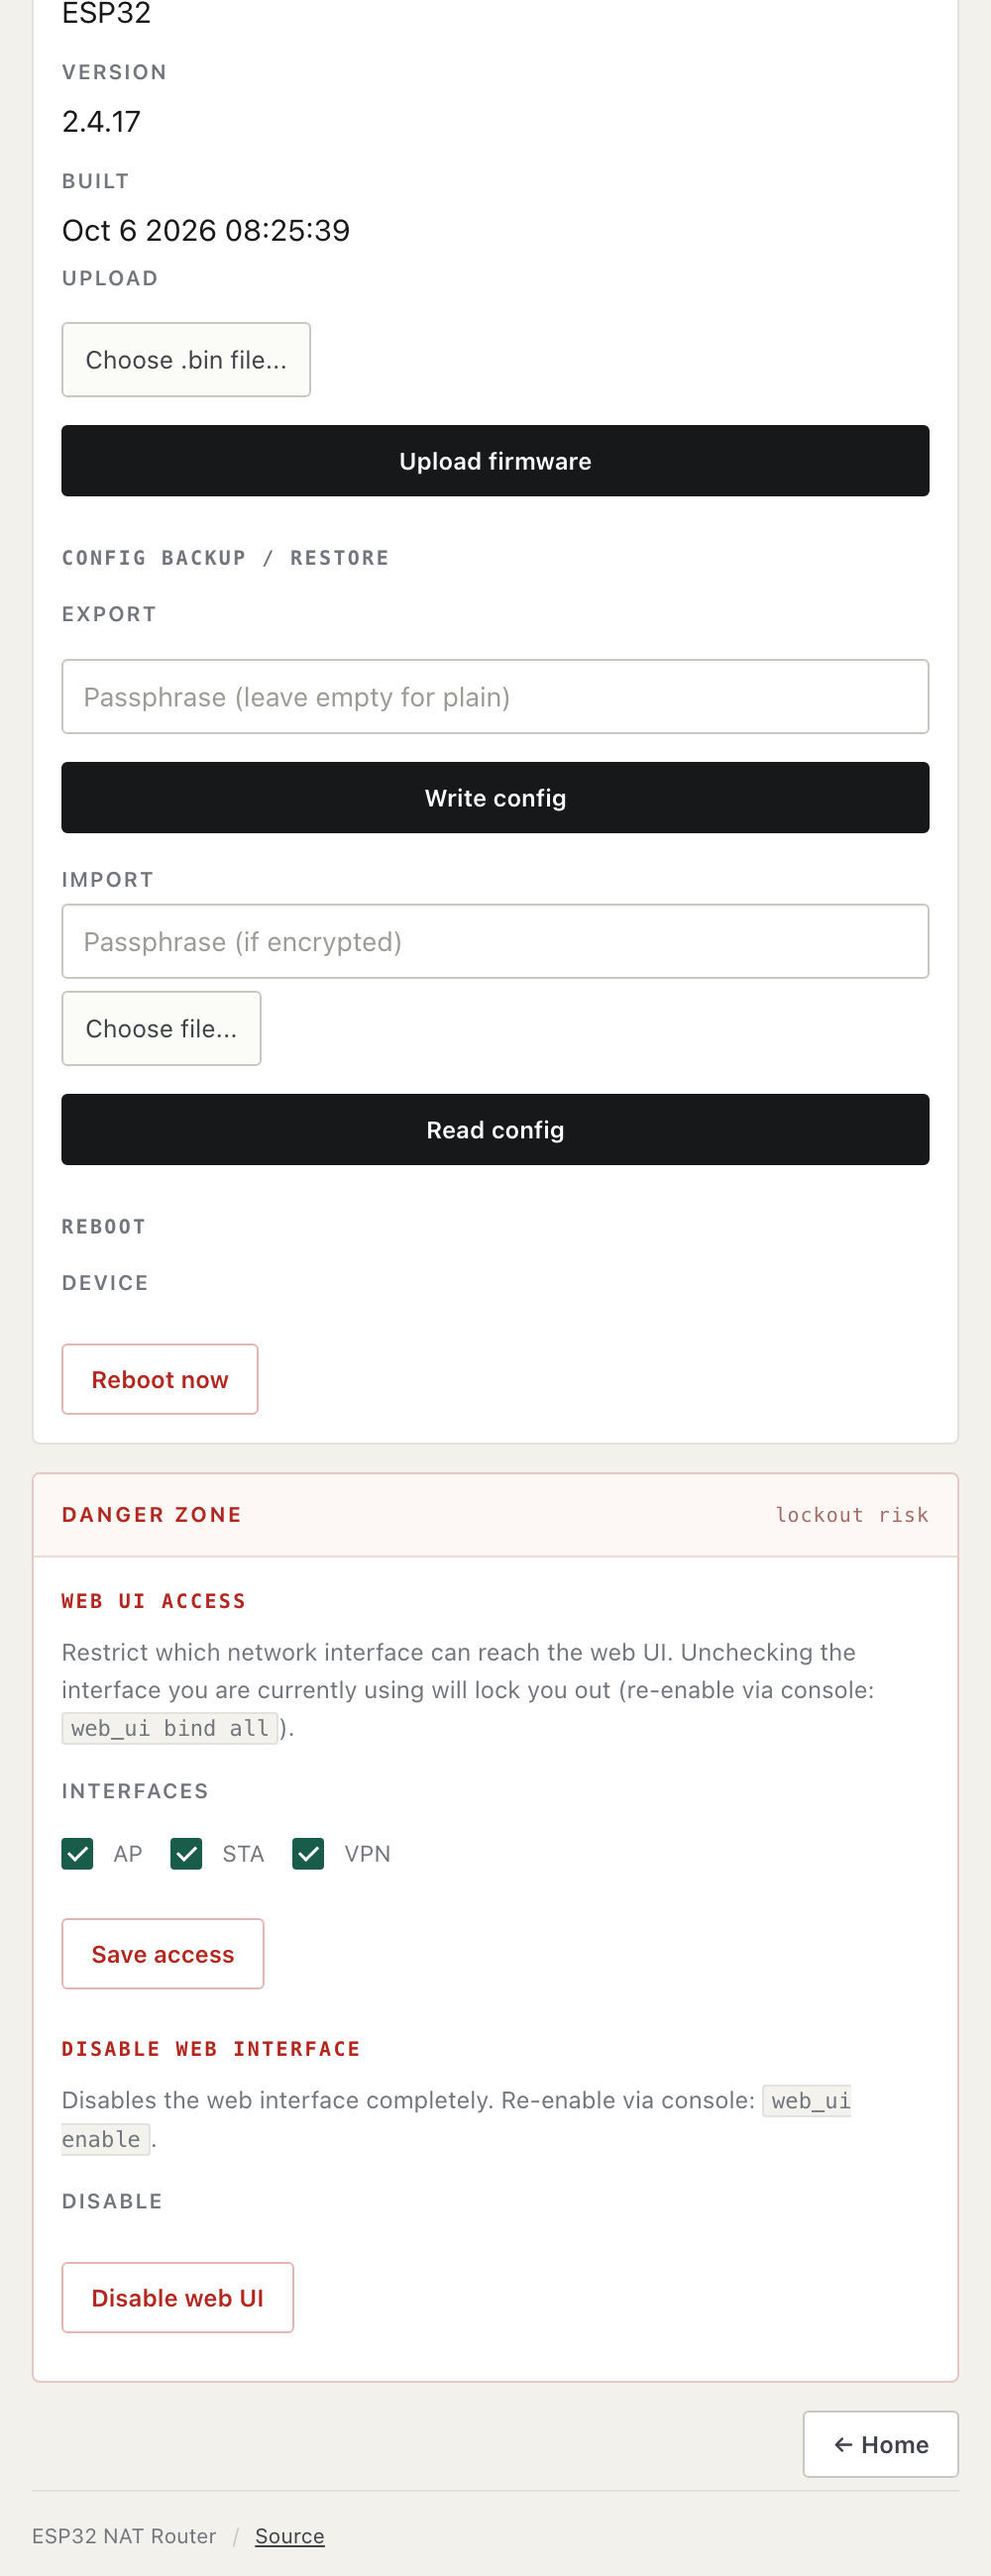 ESP32
VERSION
2.4.17
BUILT
Oct 6 2026 08:25:39
UPLOAD
Choose .bin file...
Upload firmware
CONFIG BACKUP / RESTORE
EXPORT
Passphrase (leave empty for plain)
Write config
IMPORT
Passphrase (if encrypted)
Choose file...
Read config
REBOOT
DEVICE
Reboot now
DANGER ZONE lockout risk
WEB UI ACCESS
Restrict which network interface can reach the web UI. Unchecking the
interface you are currently using will lock you out (re-enable via console:
web_ui bind all).
INTERFACES
AP STA VPN
Save access
DISABLE WEB INTERFACE
Disables the web interface completely. Re-enable via console: web_ui
enable.
DISABLE
Disable web UI
← Home
ESP32 NAT Router / Source